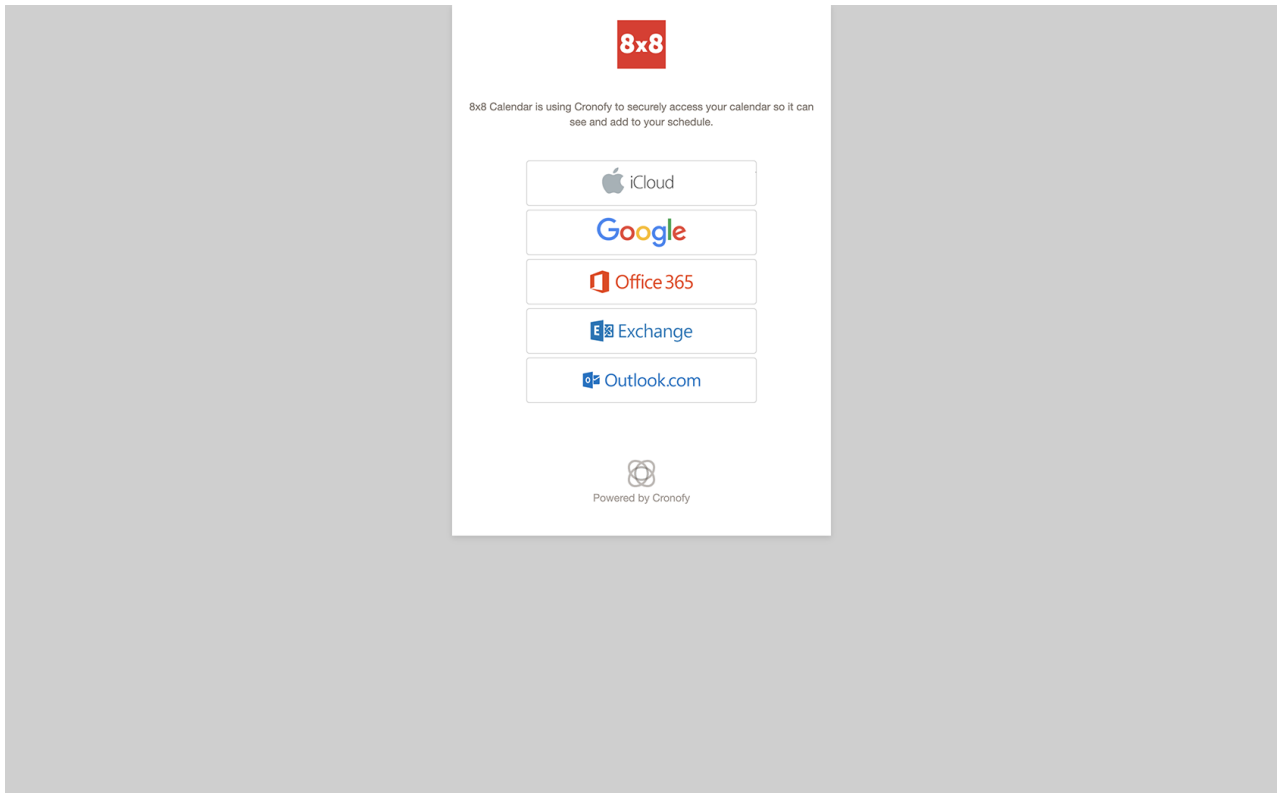 8x8
8x8 Calendar is using Cronofy to securely access your calendar so it can
see and add to your schedule.
iCloud
Google
Office 365
E Exchange
o Outlook.com
Powered by Cronofy